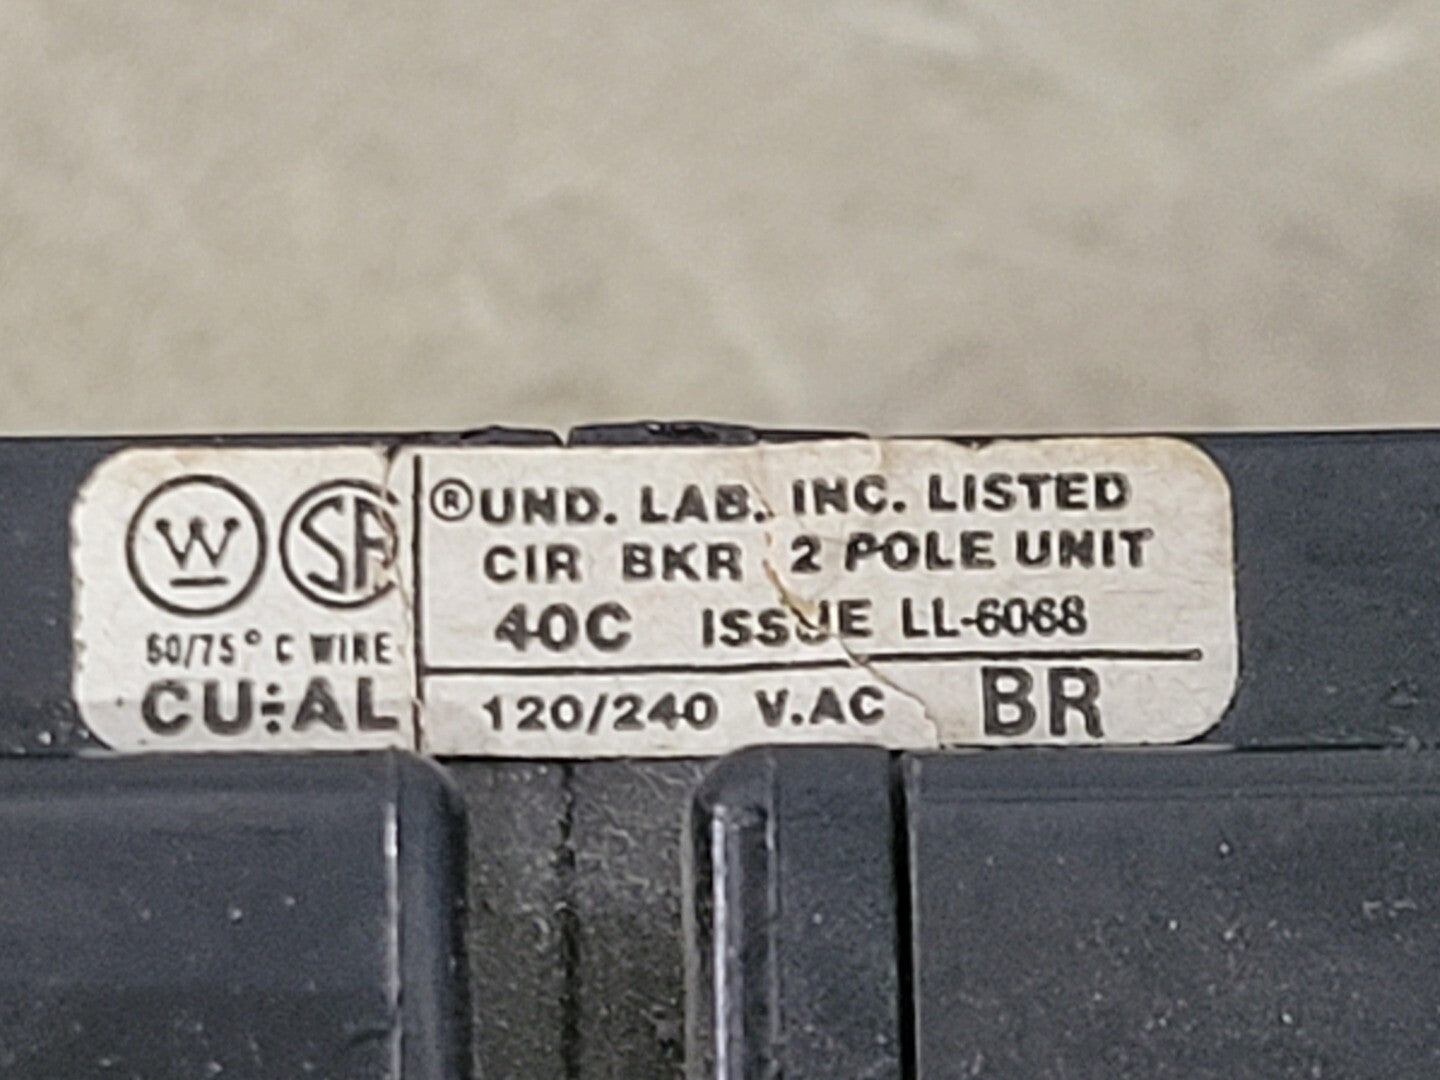 W SA
60/75° C WIRE
CU÷AL
® UND. LAB. INC. LISTED
CIR BKR 2 POLE UNIT
40C ISSUE LL-6068
120/240 V.AC BR